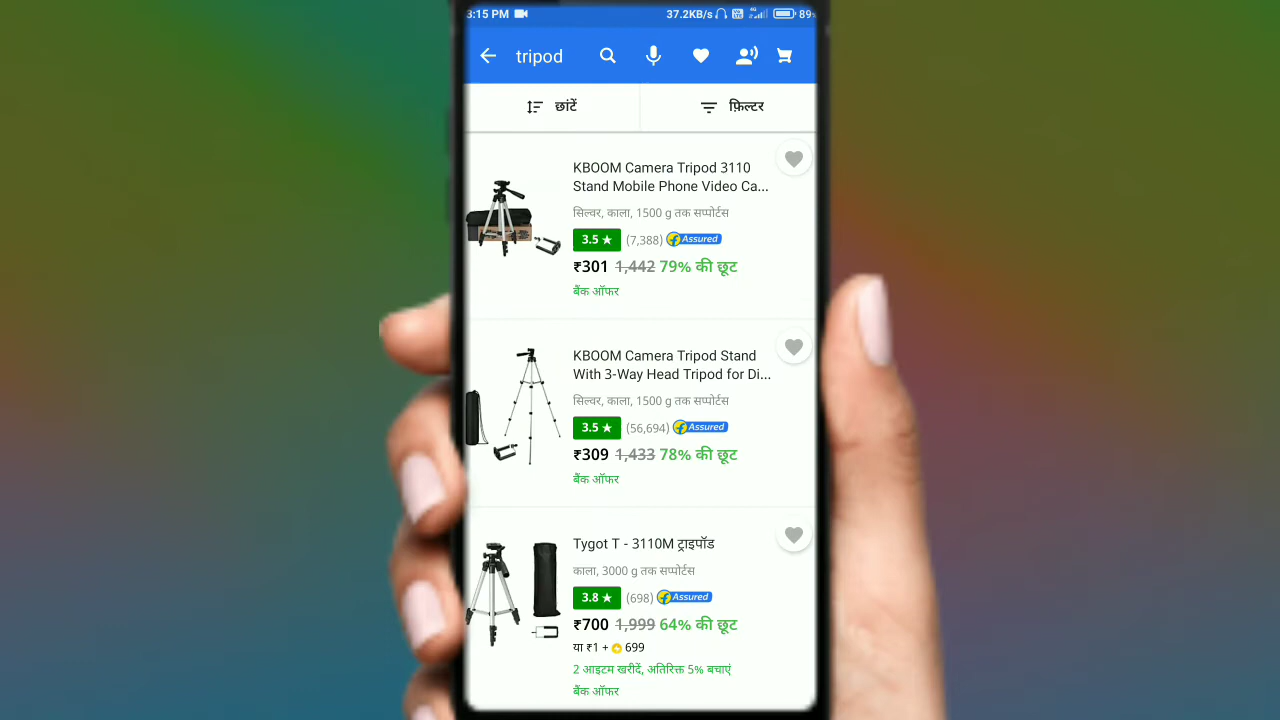 3:15 PM 37.2KB/s 4G 89%
tripod
छांटें फ़िल्टर
KBOOM Camera Tripod 3110
Stand Mobile Phone Video Ca...
सिल्वर, काला, 1500 g तक सप्पोर्टस
3.5 ★ (7,388) Assured
₹301 1,442 79% की छूट
बैंक ऑफर
KBOOM Camera Tripod Stand
With 3-Way Head Tripod for Di...
सिल्वर, काला, 1500 g तक सप्पोर्टस
3.5 ★ (56,694) Assured
₹309 1,433 78% की छूट
बैंक ऑफर
Tygot T - 3110M ट्राइपॉड
काला, 3000 g तक सप्पोर्टस
3.8 ★ (698) Assured
₹700 1,999 64% की छूट
या ₹1 + 699
2 आइटम खरीदें, अतिरिक्त 5% बचाएं
बैंक ऑफर